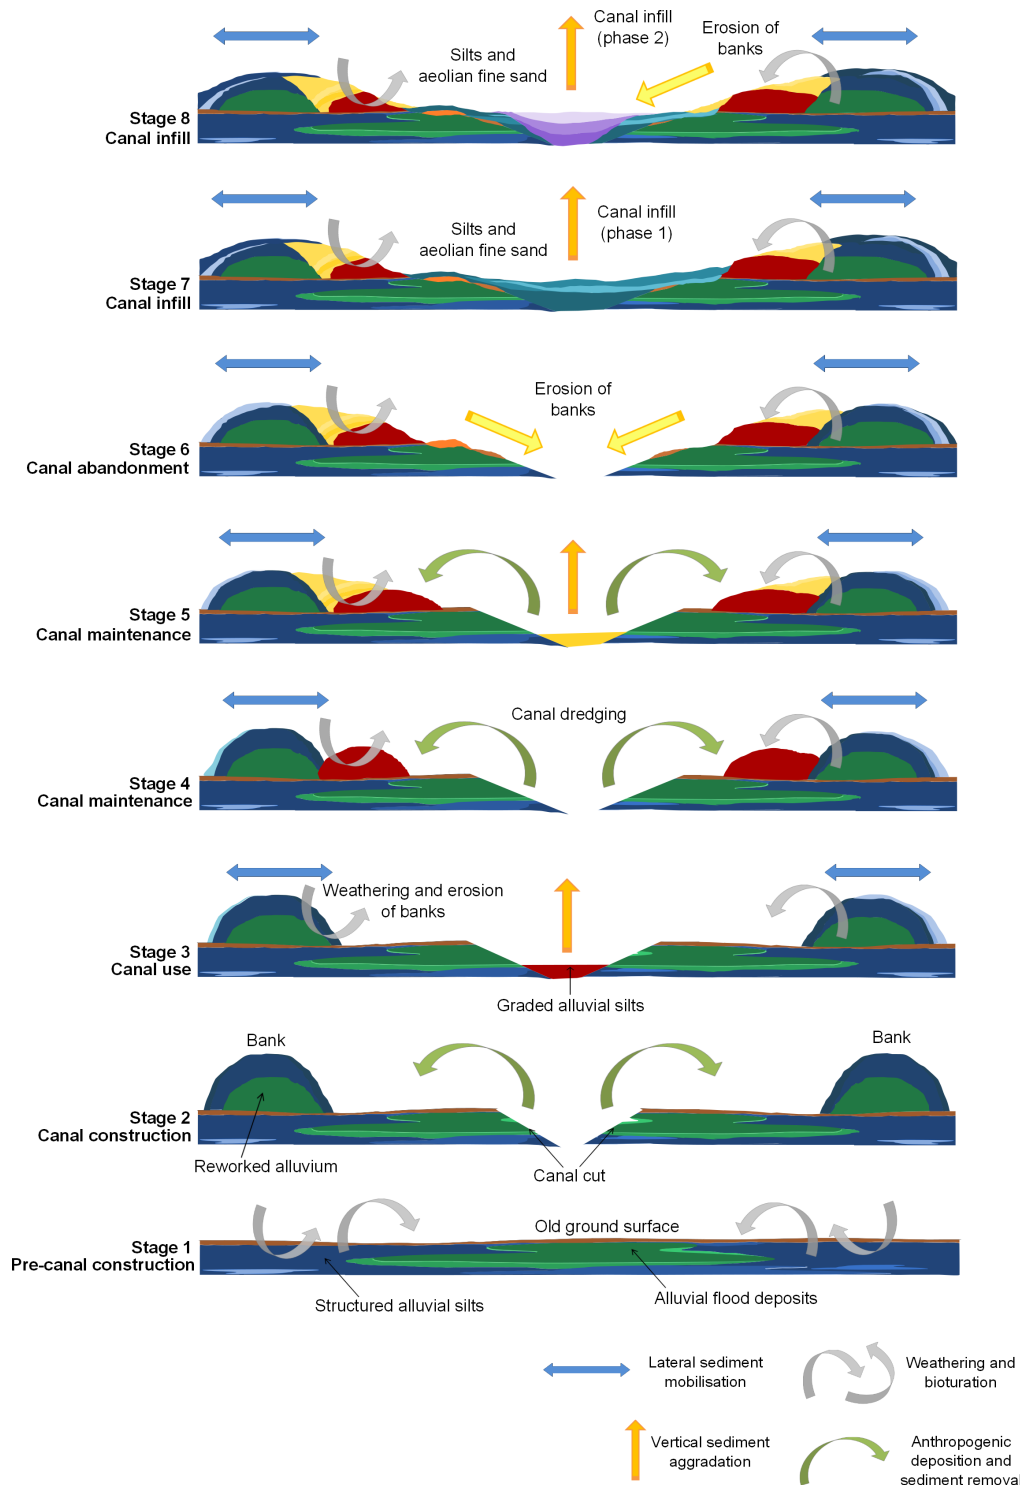 Canal infill
(phase 2)
Erosion of
banks
Silts and
aeolian fine sand
Stage 8
Canal infill
Canal infill
(phase 1)
Silts and
aeolian fine sand
Stage 7
Canal infill
Erosion of
banks
Stage 6
Canal abandonment
Stage 5
Canal maintenance
Canal dredging
Stage 4
Canal maintenance
Weathering and erosion
of banks
Stage 3
Canal use
Graded alluvial silts
Bank
Bank
Stage 2
Canal construction
Reworked alluvium
Canal cut
Old ground surface
Stage 1
Pre-canal construction
Structured alluvial silts
Alluvial flood deposits
Lateral sediment
mobilisation
Weathering and
bioturation
Vertical sediment
aggradation
Anthropogenic
deposition and
sediment removal